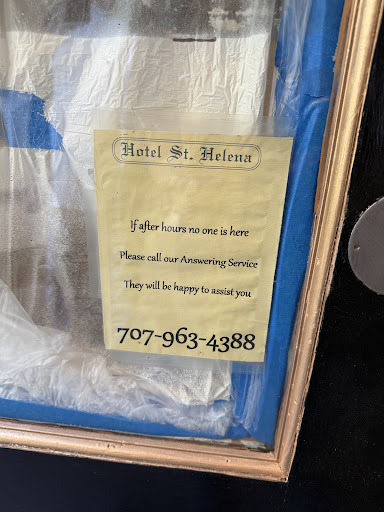 Hotel St. Helena
If after hours no one is here
Please call our Answering Service
They will be happy to assist you
707-963-4388